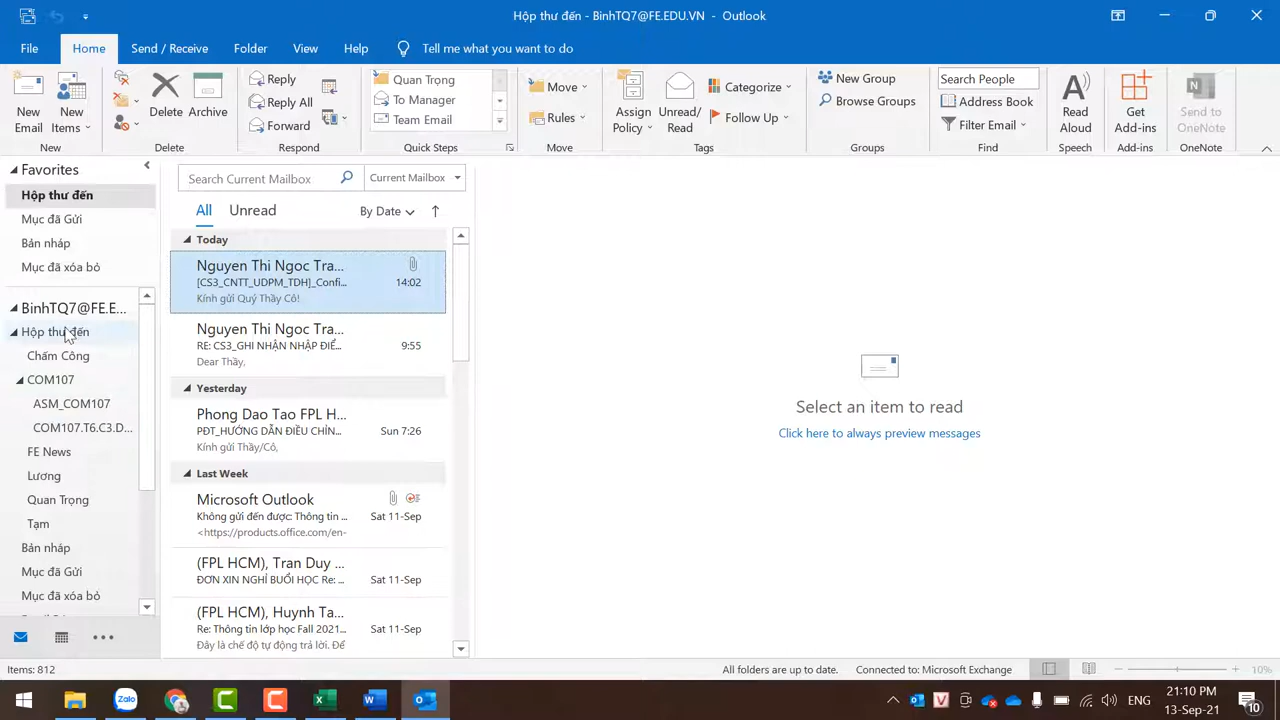 Hộp thư đến - BinhTQ7@FE.EDU.VN - Outlook
File Home Send / Receive Folder View Help Tell me what you want to do
New Email
New Items
Delete
Archive
Reply
Reply All
Forward
Quan Trọng
To Manager
Team Email
Move
Rules
Assign Policy
Unread/ Read
Categorize
Follow Up
New Group
Browse Groups
Search People
Address Book
Filter Email
Read Aloud
Get Add-ins
Send to OneNote
New Delete Respond Quick Steps Move Tags Groups Find Speech Add-ins OneNote
Favorites
Hộp thư đến
Mục đã Gửi
Bản nháp
Mục đã xóa bỏ
BinhTQ7@FE.E...
Hộp thư đến
Chấm Công
COM107
ASM_COM107
COM107.T6.C3.D...
FE News
Lương
Quan Trọng
Tạm
Bản nháp
Mục đã Gửi
Mục đã xóa bỏ
Search Current Mailbox Current Mailbox
All Unread By Date
Today
Nguyen Thi Ngoc Tra...
[CS3_CNTT_UDPM_TDH]_Confi... 14:02
Kính gửi Quý Thầy Cô!
Nguyen Thi Ngoc Tra...
RE: CS3_GHI NHẬN NHẬP ĐIỂ... 9:55
Dear Thầy,
Yesterday
Phong Dao Tao FPL H...
PĐT_HƯỚNG DẪN ĐIỀU CHỈN... Sun 7:26
Kính gửi Thầy/Cô,
Last Week
Microsoft Outlook
Không gửi đến được: Thông tin ... Sat 11-Sep
<https://products.office.com/en-
(FPL HCM), Tran Duy ...
ĐƠN XIN NGHỈ BUỔI HỌC Re: ... Sat 11-Sep
(FPL HCM), Huynh Ta...
Re: Thông tin lớp học Fall 2021... Sat 11-Sep
Đây là chế độ tự động trả lời. Để
Select an item to read
Click here to always preview messages
Items: 812 All folders are up to date. Connected to: Microsoft Exchange 10%
Zalo
ENG
21:10 PM
13-Sep-21
10